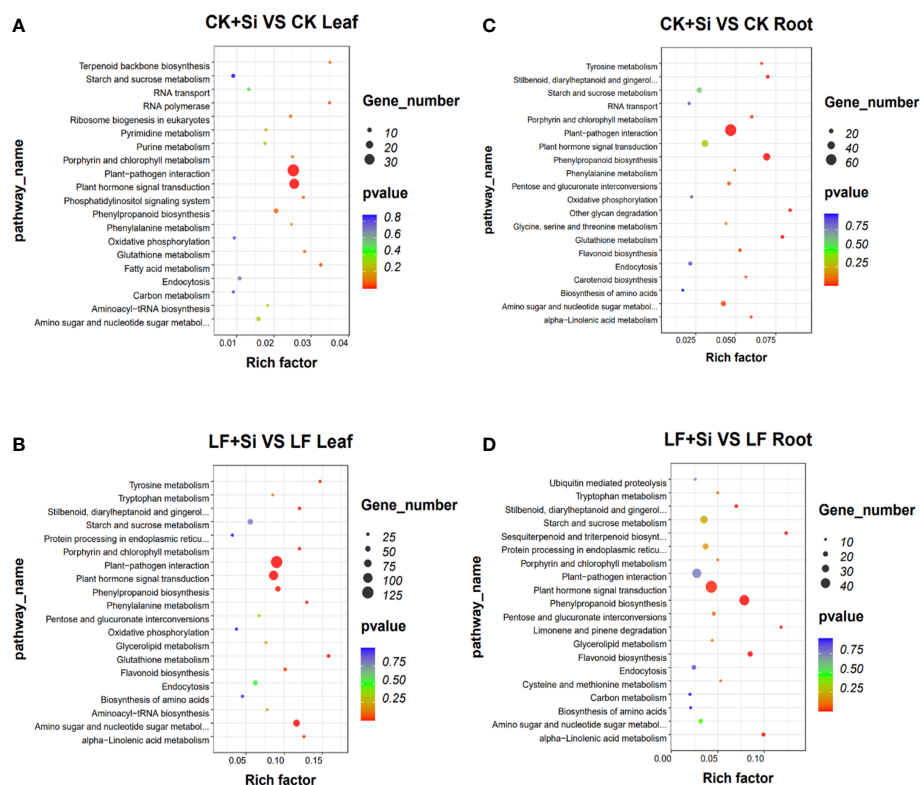 A
CK+Si VS CK Leaf
pathway_name
Terpenoid backbone biosynthesis
Starch and sucrose metabolism
RNA transport
RNA polymerase
Ribosome biogenesis in eukaryotes
Pyrimidine metabolism
Purine metabolism
Porphyrin and chlorophyll metabolism
Plant-pathogen interaction
Plant hormone signal transduction
Phosphatidylinositol signaling system
Phenylpropanoid biosynthesis
Phenylalanine metabolism
Oxidative phosphorylation
Glutathione metabolism
Fatty acid metabolism
Endocytosis
Carbon metabolism
Aminoacyl-tRNA biosynthesis
Amino sugar and nucleotide sugar metabol...
0.01 0.02 0.03 0.04
Rich factor
Gene_number
10
20
30
pvalue
0.8
0.6
0.4
0.2
C
CK+Si VS CK Root
pathway_name
Tyrosine metabolism
Stilbenoid, diarylheptanoid and gingerol...
Starch and sucrose metabolism
RNA transport
Porphyrin and chlorophyll metabolism
Plant-pathogen interaction
Plant hormone signal transduction
Phenylpropanoid biosynthesis
Phenylalanine metabolism
Pentose and glucuronate interconversions
Oxidative phosphorylation
Other glycan degradation
Glycine, serine and threonine metabolism
Glutathione metabolism
Flavonoid biosynthesis
Endocytosis
Carotenoid biosynthesis
Biosynthesis of amino acids
Amino sugar and nucleotide sugar metabol...
alpha-Linolenic acid metabolism
0.025 0.050 0.075
Rich factor
Gene_number
20
40
60
pvalue
0.75
0.50
0.25
B
LF+Si VS LF Leaf
pathway_name
Tyrosine metabolism
Tryptophan metabolism
Stilbenoid, diarylheptanoid and gingerol...
Starch and sucrose metabolism
Protein processing in endoplasmic reticu...
Porphyrin and chlorophyll metabolism
Plant-pathogen interaction
Plant hormone signal transduction
Phenylpropanoid biosynthesis
Phenylalanine metabolism
Pentose and glucuronate interconversions
Oxidative phosphorylation
Glycerolipid metabolism
Glutathione metabolism
Flavonoid biosynthesis
Endocytosis
Biosynthesis of amino acids
Aminoacyl-tRNA biosynthesis
Amino sugar and nucleotide sugar metabol...
alpha-Linolenic acid metabolism
0.05 0.10 0.15
Rich factor
Gene_number
25
50
75
100
125
pvalue
0.75
0.50
0.25
D
LF+Si VS LF Root
pathway_name
Ubiquitin mediated proteolysis
Tryptophan metabolism
Stilbenoid, diarylheptanoid and gingerol...
Starch and sucrose metabolism
Sesquiterpenoid and triterpenoid biosynt...
Protein processing in endoplasmic reticu...
Porphyrin and chlorophyll metabolism
Plant-pathogen interaction
Plant hormone signal transduction
Phenylpropanoid biosynthesis
Pentose and glucuronate interconversions
Limonene and pinene degradation
Glycerolipid metabolism
Flavonoid biosynthesis
Endocytosis
Cysteine and methionine metabolism
Carbon metabolism
Biosynthesis of amino acids
Amino sugar and nucleotide sugar metabol...
alpha-Linolenic acid metabolism
0.00 0.05 0.10
Rich factor
Gene_number
10
20
30
40
pvalue
0.75
0.50
0.25